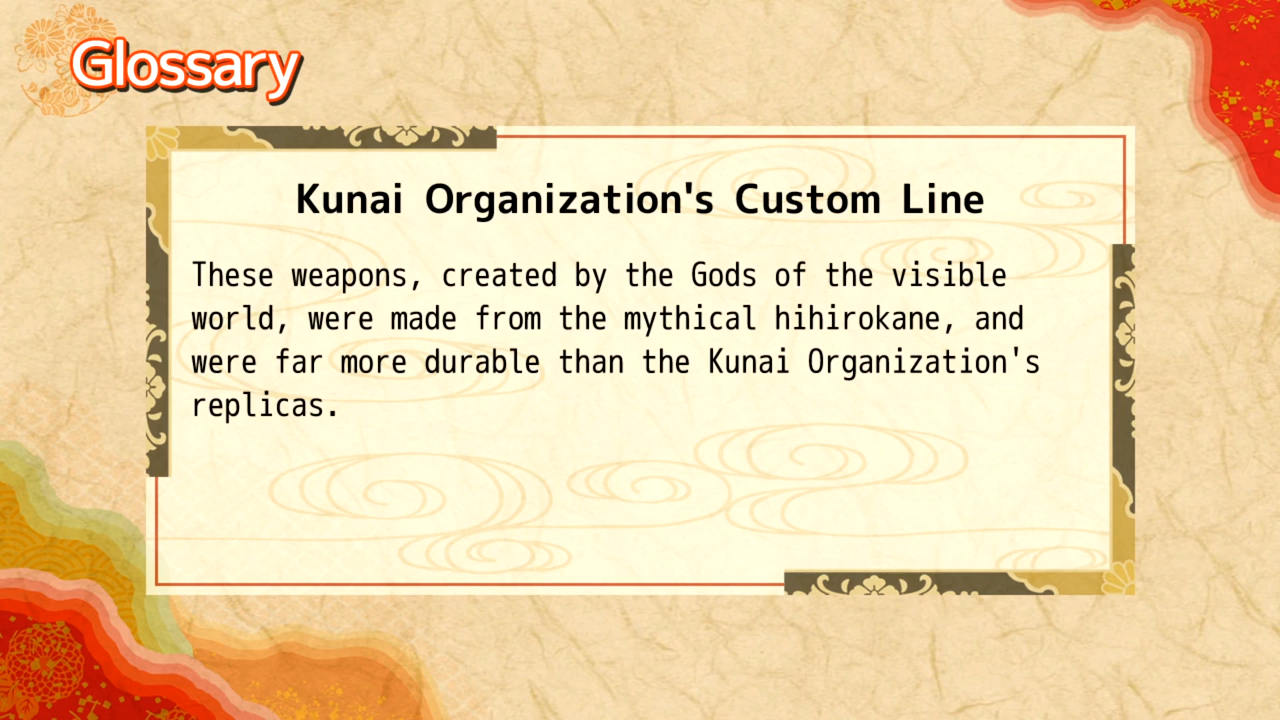 Glossary
Kunai Organization's Custom Line
These weapons, created by the Gods of the visible
world, were made from the mythical hihirokane, and
were far more durable than the Kunai Organization's
replicas.